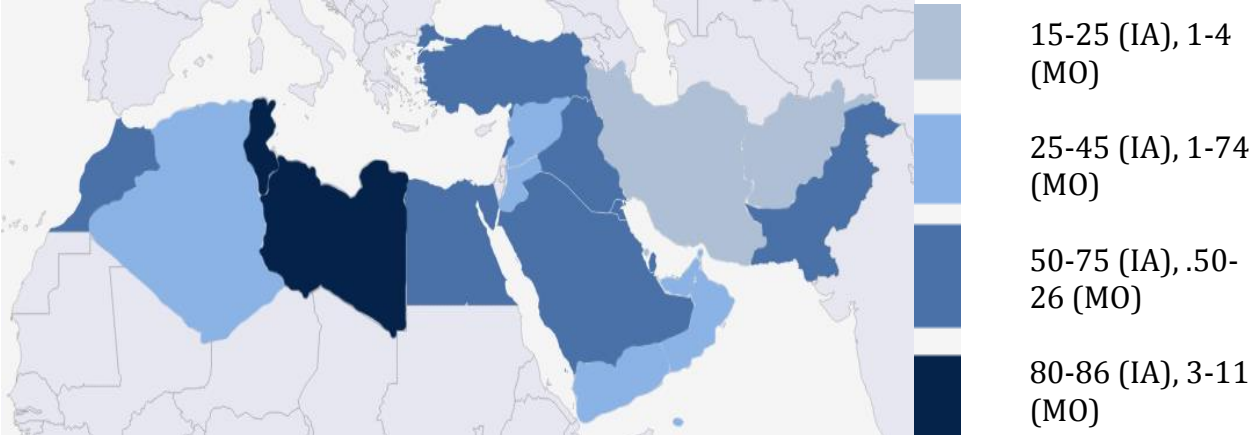 15-25 (IA), 1-4
(MO)
25-45 (IA), 1-74
(MO)
50-75 (IA), .50-
26 (MO)
80-86 (IA), 3-11
(MO)